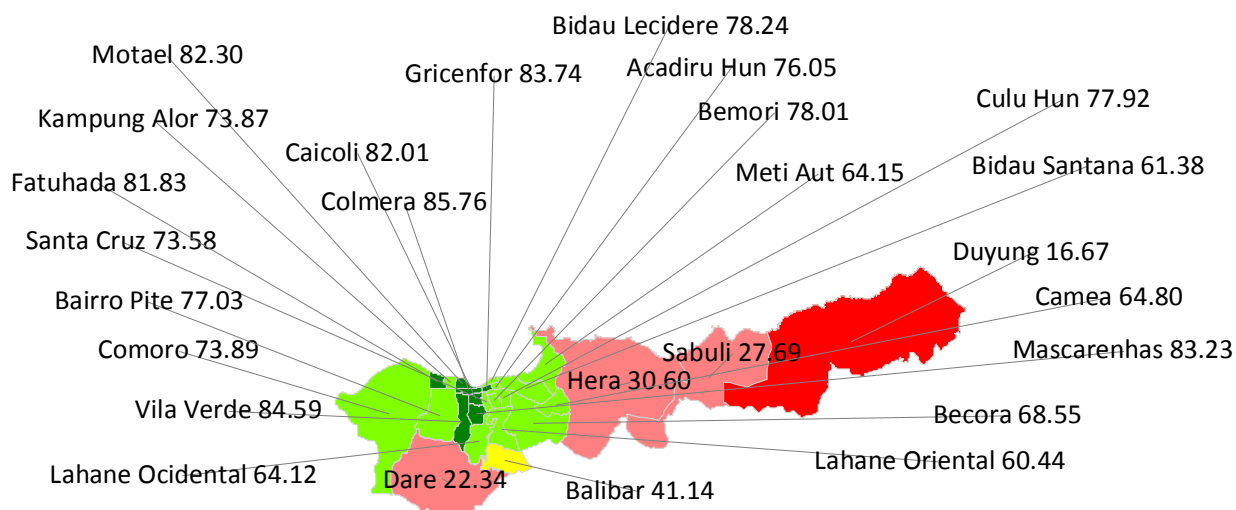 Bidau Lecidere 78.24
Motael 82.30
Gricenfor 83.74
Acadiru Hun 76.05
Culu Hun 77.92
Bemori 78.01
Kampung Alor 73.87
Caicoli 82.01
Bidau Santana 61.38
Meti Aut 64.15
Fatuhada 81.83
Colmera 85.76
Santa Cruz 73.58
Duyung 16.67
Bairro Pite 77.03
Camea 64.80
Comoro 73.89
Sabuli 27.69
Mascarenhas 83.23
Hera 30.60
Vila Verde 84.59
Becora 68.55
Lahane Oriental 60.44
Lahane Ocidental 64.12
Dare 22.34
Balibar 41.14